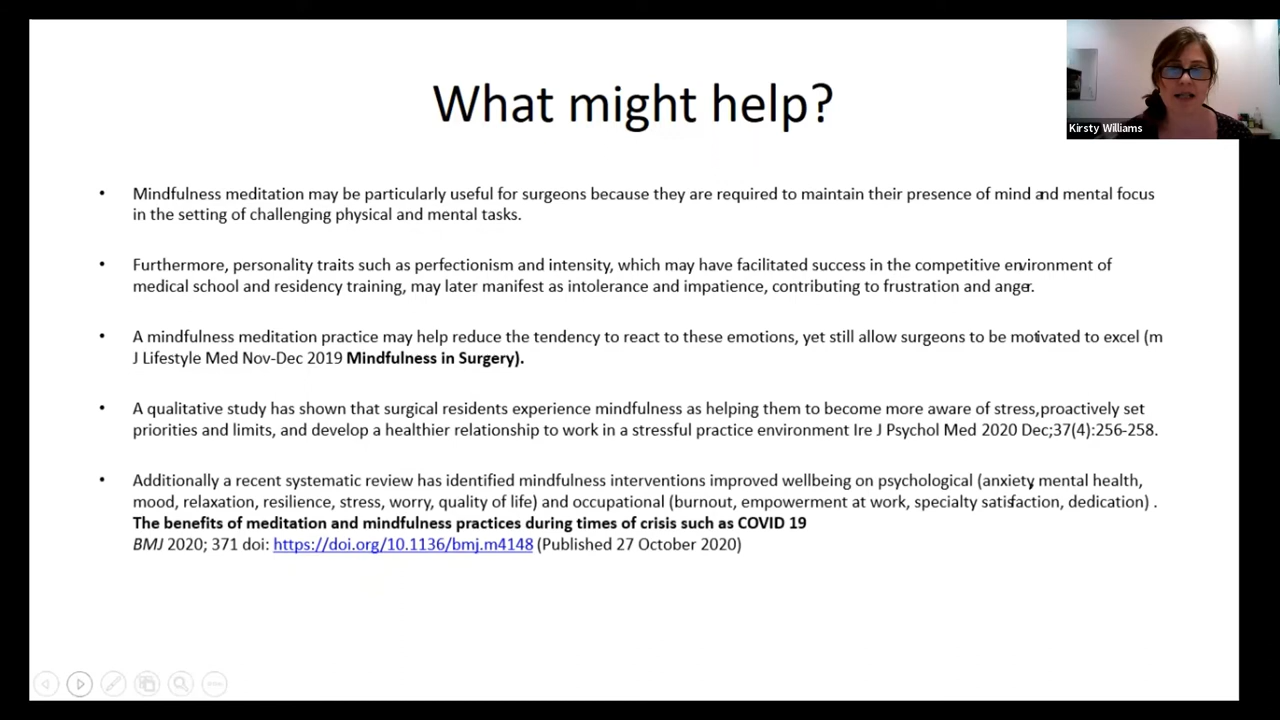 What might help?
Kirsty Williams
• Mindfulness meditation may be particularly useful for surgeons because they are required to maintain their presence of mind and mental focus
in the setting of challenging physical and mental tasks.
• Furthermore, personality traits such as perfectionism and intensity, which may have facilitated success in the competitive environment of
medical school and residency training, may later manifest as intolerance and impatience, contributing to frustration and anger.
• A mindfulness meditation practice may help reduce the tendency to react to these emotions, yet still allow surgeons to be motivated to excel (m
J Lifestyle Med Nov-Dec 2019 Mindfulness in Surgery).
• A qualitative study has shown that surgical residents experience mindfulness as helping them to become more aware of stress,proactively set
priorities and limits, and develop a healthier relationship to work in a stressful practice environment Ire J Psychol Med 2020 Dec;37(4):256-258.
• Additionally a recent systematic review has identified mindfulness interventions improved wellbeing on psychological (anxiety, mental health,
mood, relaxation, resilience, stress, worry, quality of life) and occupational (burnout, empowerment at work, specialty satisfaction, dedication) .
The benefits of meditation and mindfulness practices during times of crisis such as COVID 19
BMJ 2020; 371 doi: https://doi.org/10.1136/bmj.m4148 (Published 27 October 2020)